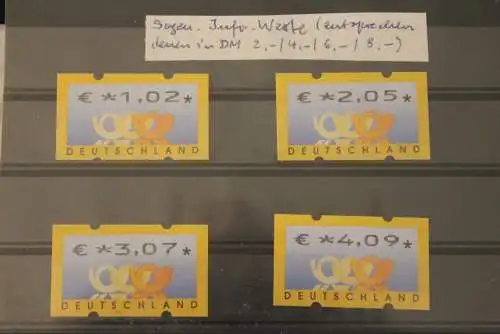 Sogen. Info-Werte (entsprechen
denen in DM 2,-/4,-/6,-/8,-)
€*1,02*
DEUTSCHLAND
€*2,05*
DEUTSCHLAND
€*3,07*
DEUTSCHLAND
€*4,09*
DEUTSCHLAND